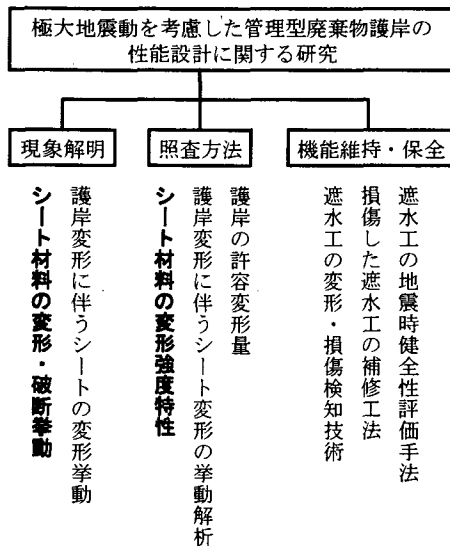 極大地震動を考慮した管理型廃棄物護岸の
性能設計に関する研究
現象解明
照査方法
機能維持・保全
護岸変形に伴うシートの変形挙動
シート材料の変形・破断挙動
護岸の許容変形量
護岸変形に伴うシート変形の挙動解析
シート材料の変形強度特性
遮水工の地震時健全性評価手法
損傷した遮水工の補修工法
遮水工の変形・損傷検知技術